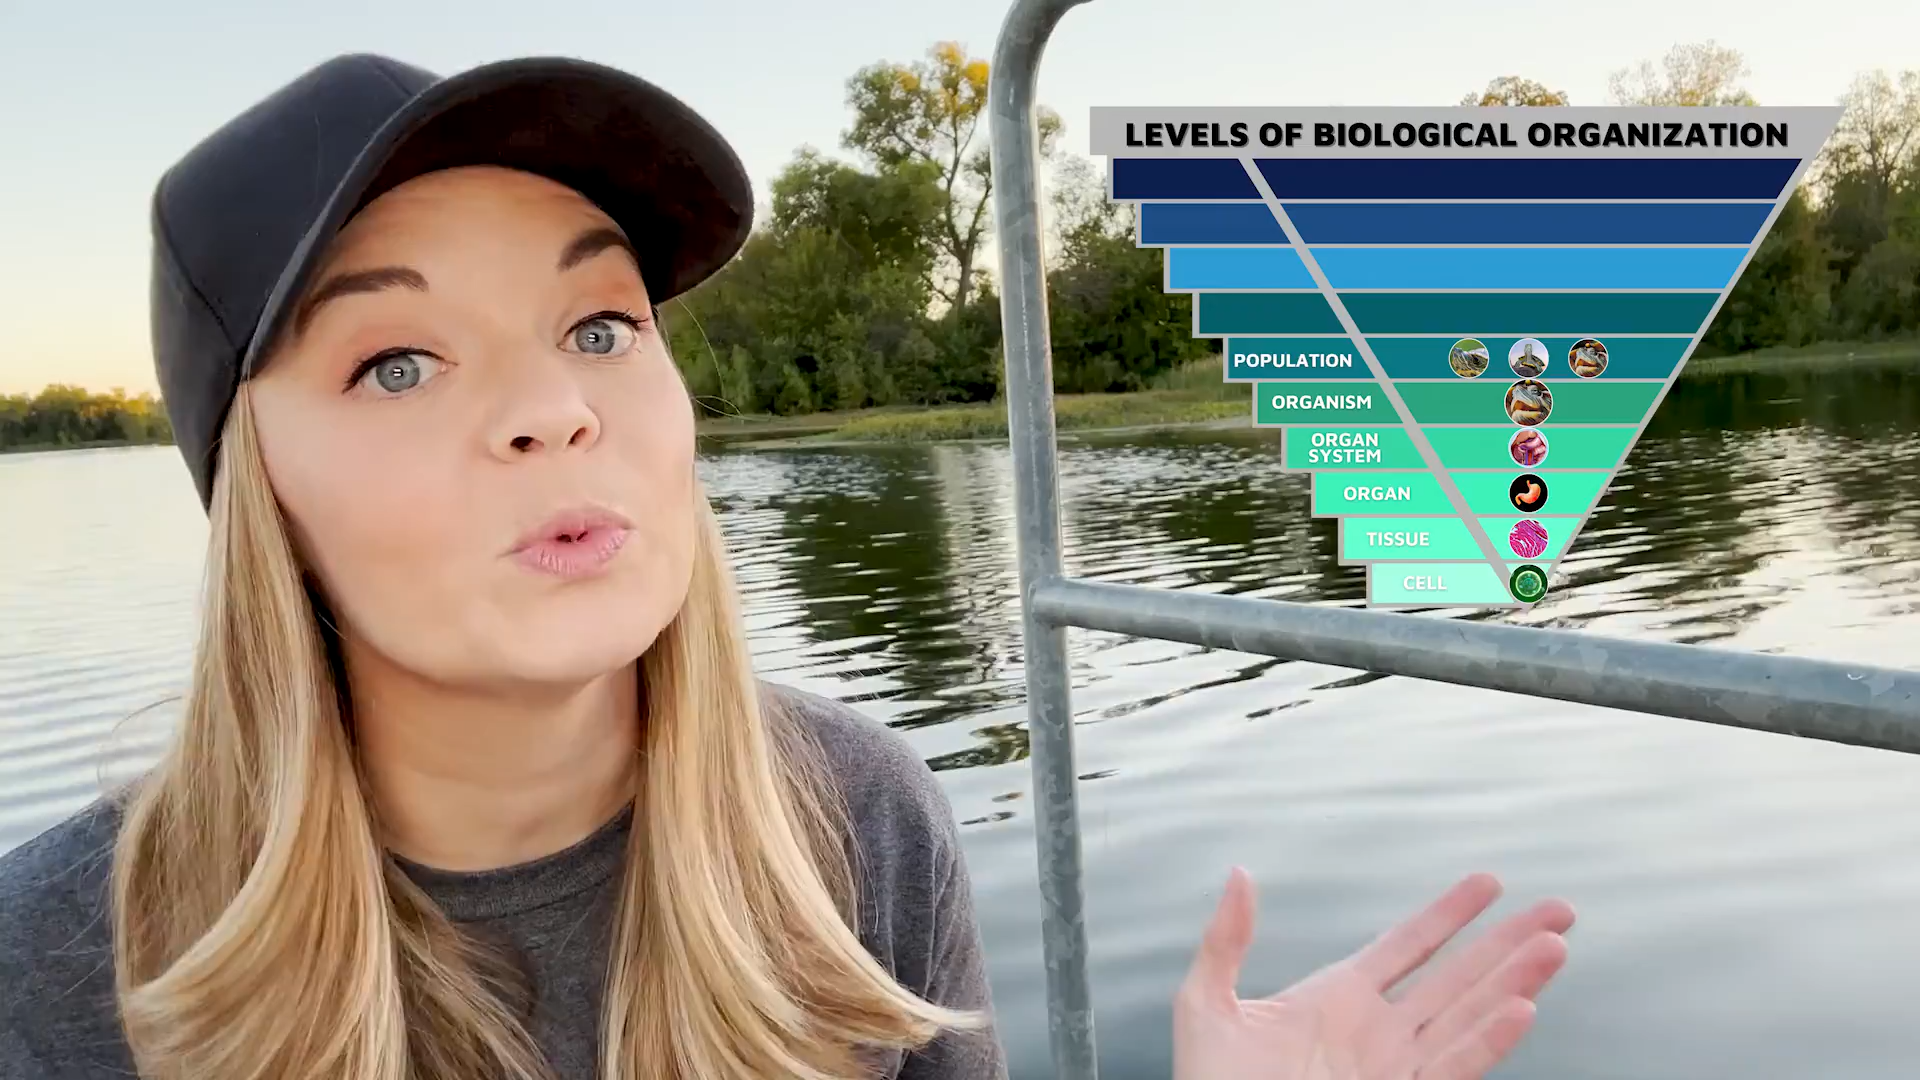 LEVELS OF BIOLOGICAL ORGANIZATION
POPULATION
ORGANISM
ORGAN
SYSTEM
ORGAN
TISSUE
CELL